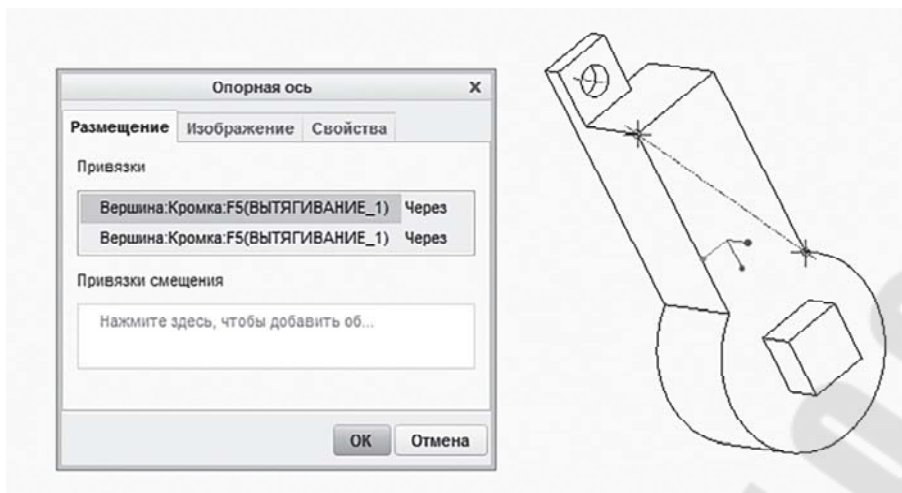 Опорная ось X
Размещение Изображение Свойства
Привязки
Вершина:Кромка:F5(ВЫТЯГИВАНИЕ_1) Через
Вершина:Кромка:F5(ВЫТЯГИВАНИЕ_1) Через
Привязки смещения
Нажмите здесь, чтобы добавить об...
ОК Отмена